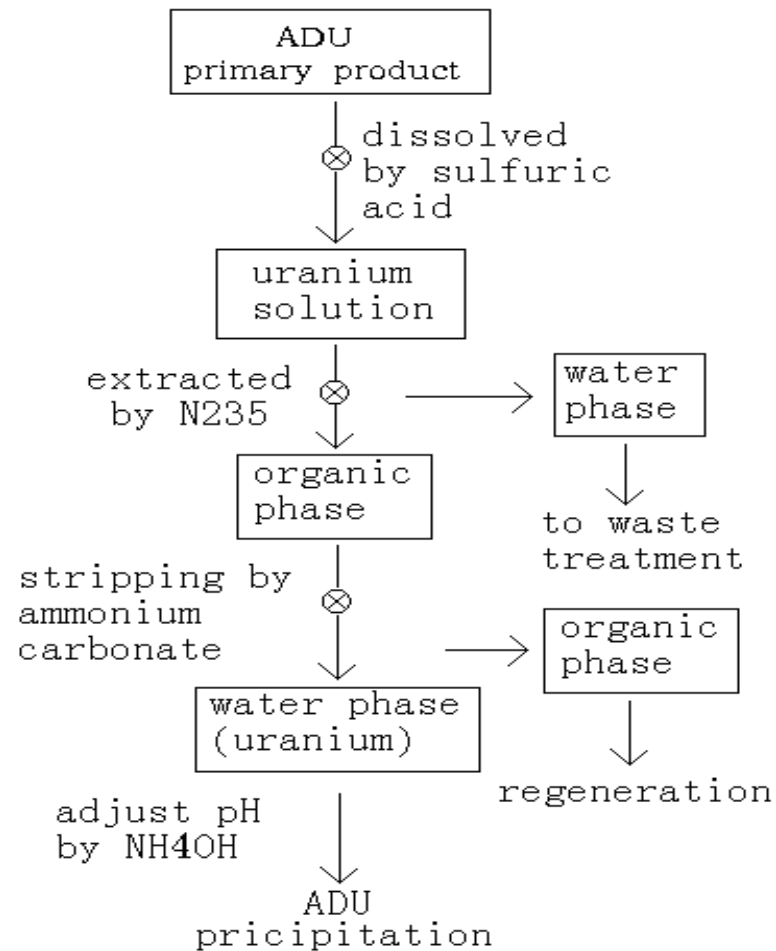 ADU
primary product
dissolved
by sulfuric
acid
uranium
solution
extracted
by N235
water
phase
organic
phase
to waste
treatment
stripping by
ammonium
carbonate
organic
phase
water phase
(uranium)
regeneration
adjust pH
by NH4OH
ADU
pricipitation